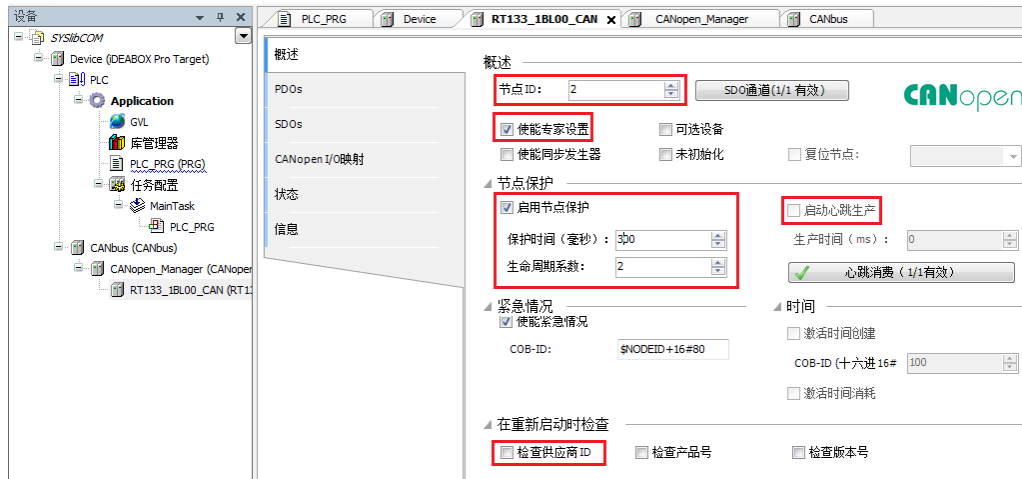 设备
SYSlibCOM
Device (iDEABOX Pro Target)
PLC
Application
GVL
库管理器
PLC_PRG (PRG)
任务配置
MainTask
PLC_PRG
CANbus (CANbus)
CANopen_Manager (CANoper
RT133_1BL00_CAN (RT13
PLC_PRG
Device
RT133_1BL00_CAN
CANopen_Manager
CANbus
概述
PDOs
SDOs
CANopen I/O映射
状态
信息
概述
节点ID: 2
SDO通道(1/1 有效)
CANopen
使能专家设置
可选设备
使能同步发生器
未初始化
复位节点:
节点保护
启用节点保护
启动心跳生产
保护时间（毫秒）: 300
生产时间（ms）: 0
生命周期系数: 2
心跳消费（1/1有效）
紧急情况
时间
使能紧急情况
激活时间创建
COB-ID: $NODEID+16#80
COB-ID (十六进 16# 100
激活时间消耗
在重新启动时检查
检查供应商 ID
检查产品号
检查版本号